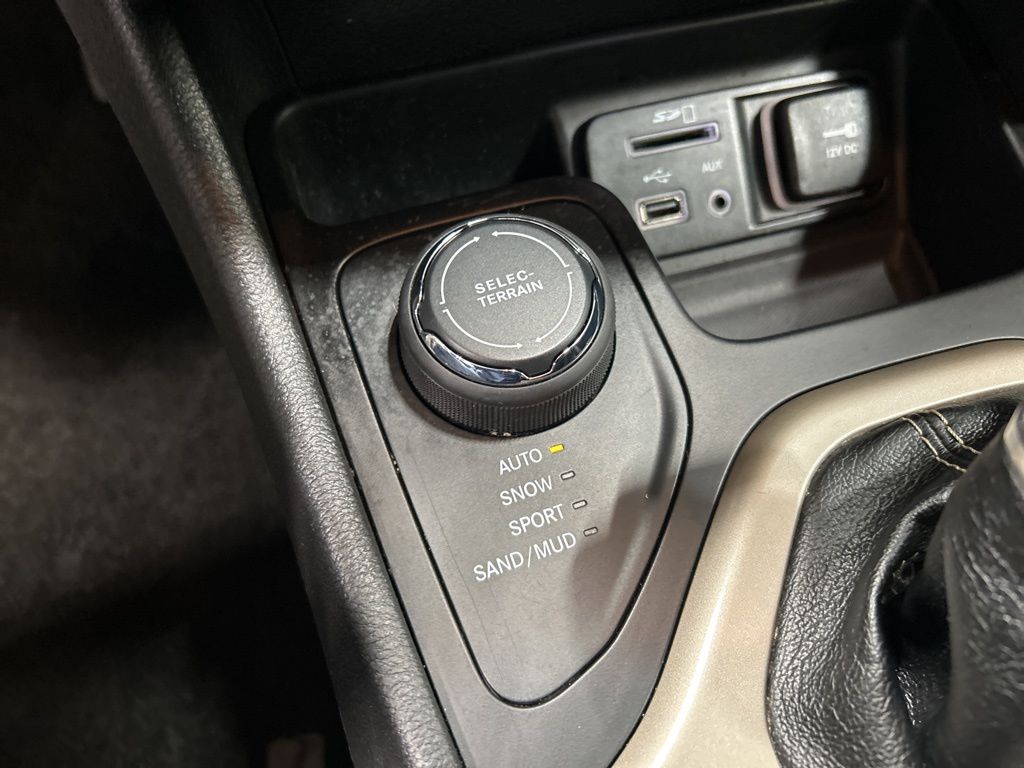 SD
AUX
12V DC
SELEC-
TERRAIN
AUTO
SNOW
SPORT
SAND/MUD